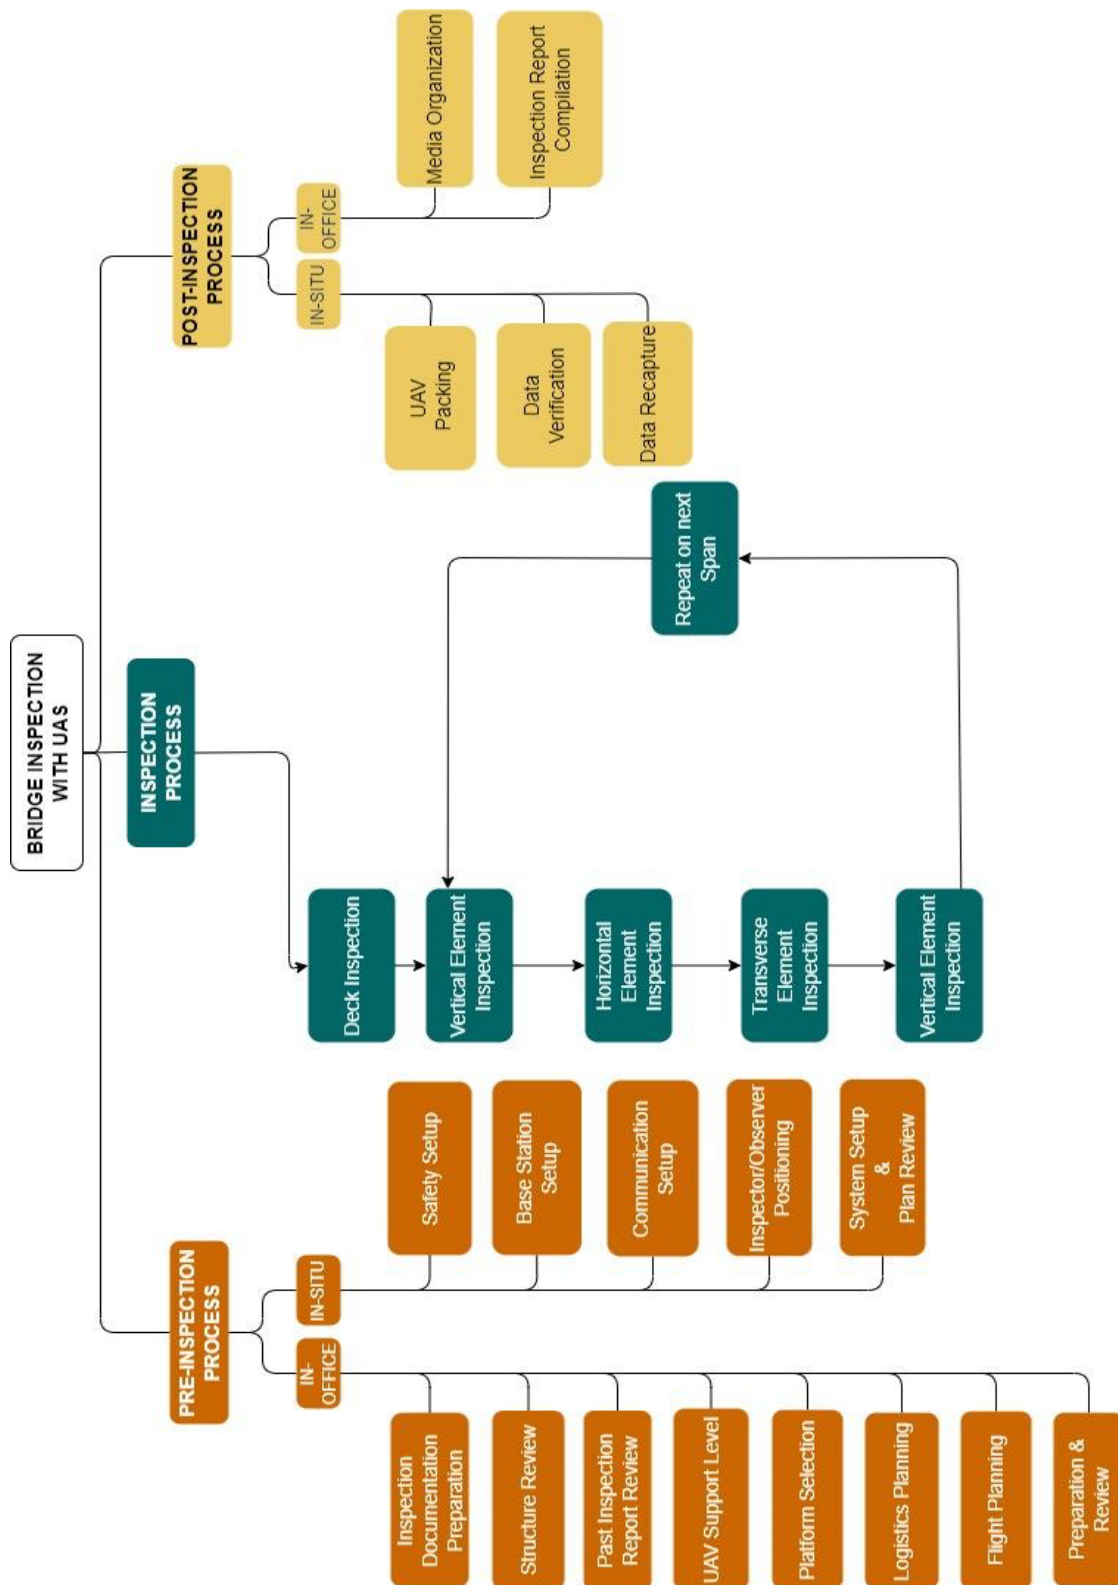 BRIDGE INSPECTION
WITH UAS
PRE-INSPECTION
PROCESS
IN-
OFFICE
Inspection
Documentation
Preparation
Structure Review
Past Inspection
Report Review
UAV Support Level
Platform Selection
Logistics Planning
Flight Planning
Preparation &
Review
IN-SITU
Safety Setup
Base Station
Setup
Communication
Setup
Inspector/Observer
Positioning
System Setup
&
Plan Review
INSPECTION
PROCESS
Deck Inspection
Vertical Element
Inspection
Horizontal
Element
Inspection
Transverse
Element
Inspection
Vertical Element
Inspection
Repeat on next
Span
POST-INSPECTION
PROCESS
IN-SITU
UAV
Packing
Data
Verification
Data Recapture
IN-
OFFICE
Media Organization
Inspection Report
Compilation